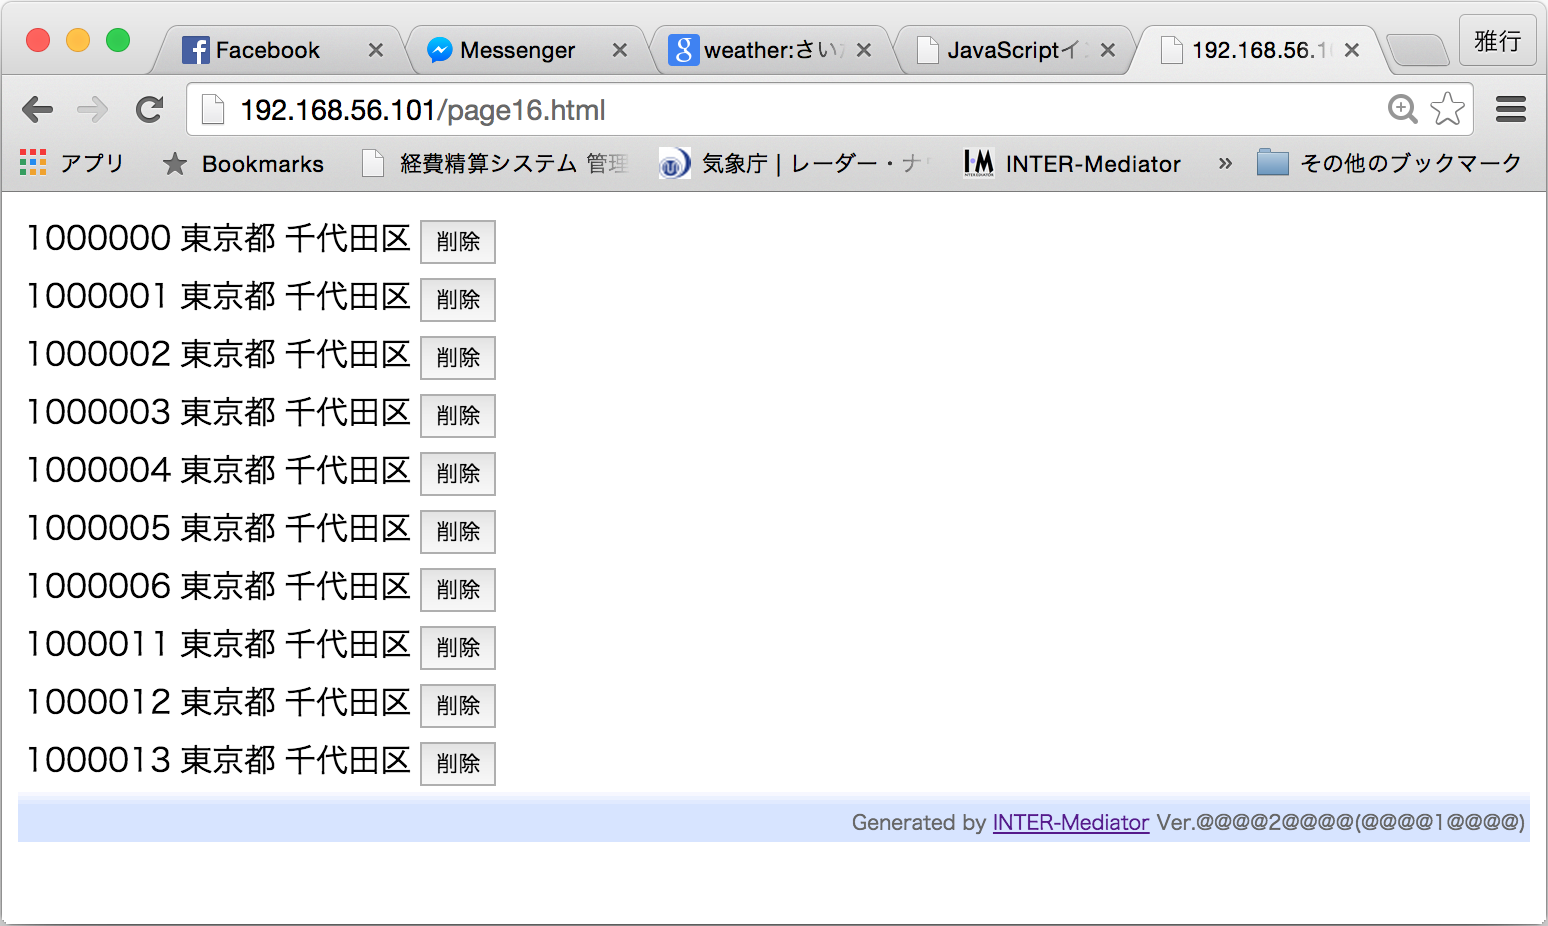 Facebook
Messenger
weather:さい
JavaScriptイ
192.168.56.1
雅行
192.168.56.101/page16.html
アプリ
Bookmarks
経費精算システム 管理
気象庁 | レーダー・ナ
INTER-Mediator
»
その他のブックマーク
1000000 東京都 千代田区 削除
1000001 東京都 千代田区 削除
1000002 東京都 千代田区 削除
1000003 東京都 千代田区 削除
1000004 東京都 千代田区 削除
1000005 東京都 千代田区 削除
1000006 東京都 千代田区 削除
1000011 東京都 千代田区 削除
1000012 東京都 千代田区 削除
1000013 東京都 千代田区 削除
Generated by INTER-Mediator Ver.@@@@2@@@@(@@@@1@@@@)